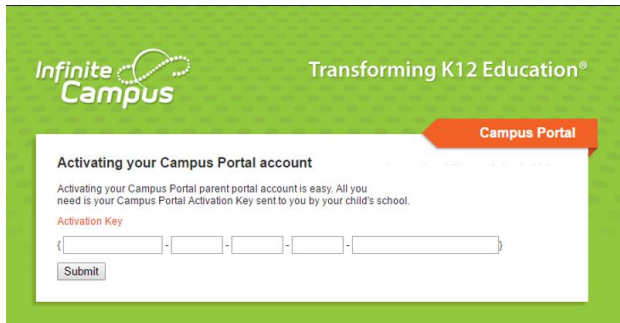 Infinite
Campus
Transforming K12 Education®
Campus Portal
Activating your Campus Portal account
Activating your Campus Portal parent portal account is easy. All you
need is your Campus Portal Activation Key sent to you by your child's school.
Activation Key
{ - - - - }
Submit